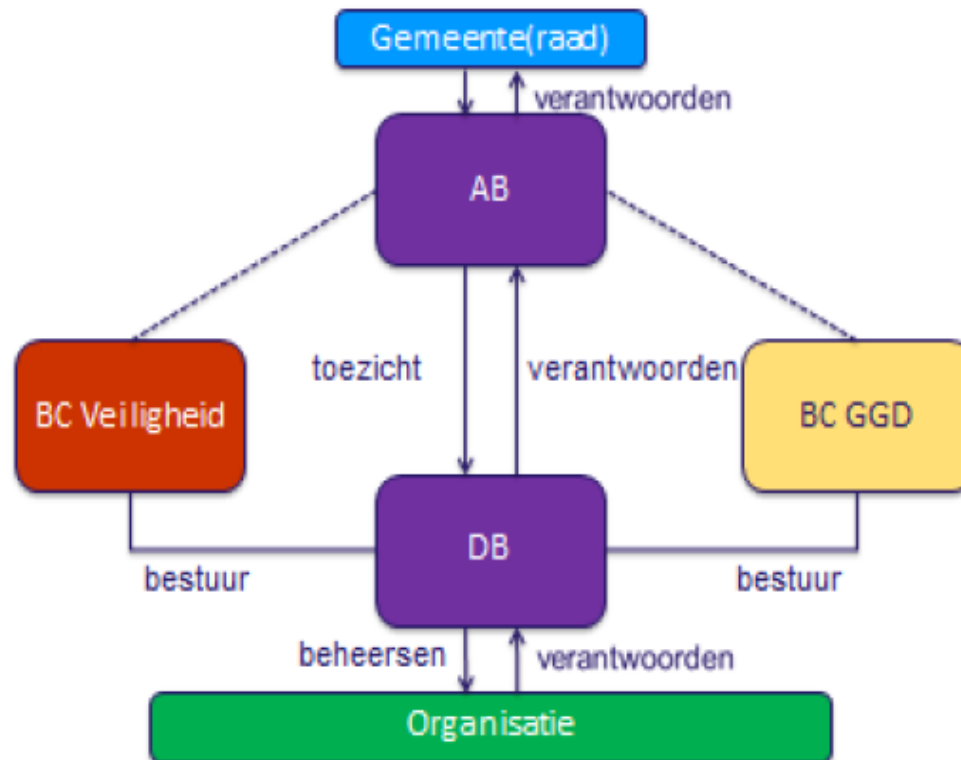 Gemeente(raad)
verantwoorden
AB
toezicht
verantwoorden
BC Veiligheid
BC GGD
DB
bestuur
bestuur
beheersen
verantwoorden
Organisatie